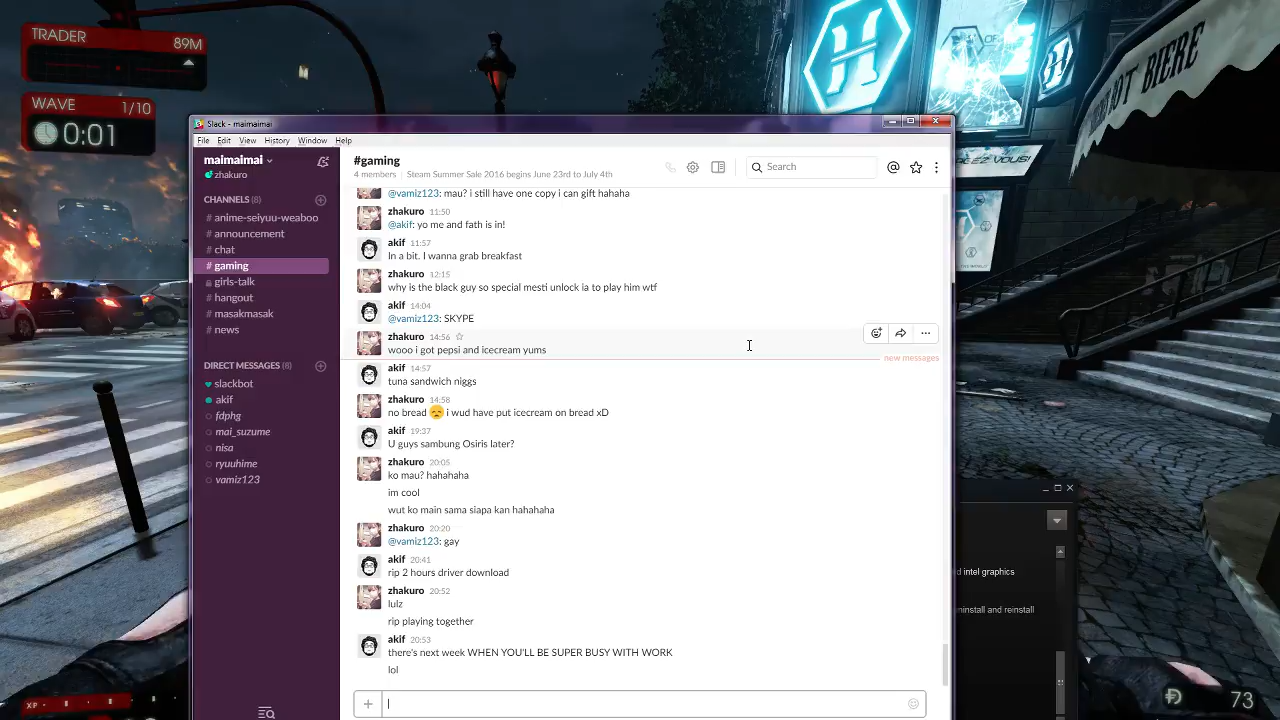 TRADER 89M
WAVE 1/10
0:01
Slack - maimaimai
File Edit View History Window Help
maimaimai
zhakuro
CHANNELS (8)
# anime-seiyuu-weaboo
# announcement
# chat
# gaming
girls-talk
# hangout
# masakmasak
# news
DIRECT MESSAGES (8)
slackbot
akif
fdphg
mai_suzume
nisa
ryuuhime
vamiz123
#gaming
4 members | Steam Summer Sale 2016 begins June 23rd to July 4th
Search
@vamiz123: mau? i still have one copy i can gift hahaha
zhakuro 11:50
@akif: yo me and fath is in!
akif 11:57
In a bit. I wanna grab breakfast
zhakuro 12:15
why is the black guy so special mesti unlock ia to play him wtf
akif 14:04
@vamiz123: SKYPE
zhakuro 14:56
wooo i got pepsi and icecream yums
new messages
akif 14:57
tuna sandwich niggs
zhakuro 14:58
no bread 😞 i wud have put icecream on bread xD
akif 19:37
U guys sambung Osiris later?
zhakuro 20:05
ko mau? hahahaha
im cool
wut ko main sama siapa kan hahahaha
zhakuro 20:20
@vamiz123: gay
akif 20:41
rip 2 hours driver download
zhakuro 20:52
lulz
rip playing together
akif 20:53
there's next week WHEN YOU'LL BE SUPER BUSY WITH WORK
lol
BIERE
VOUS!
intel graphics
and reinstall
XP
73